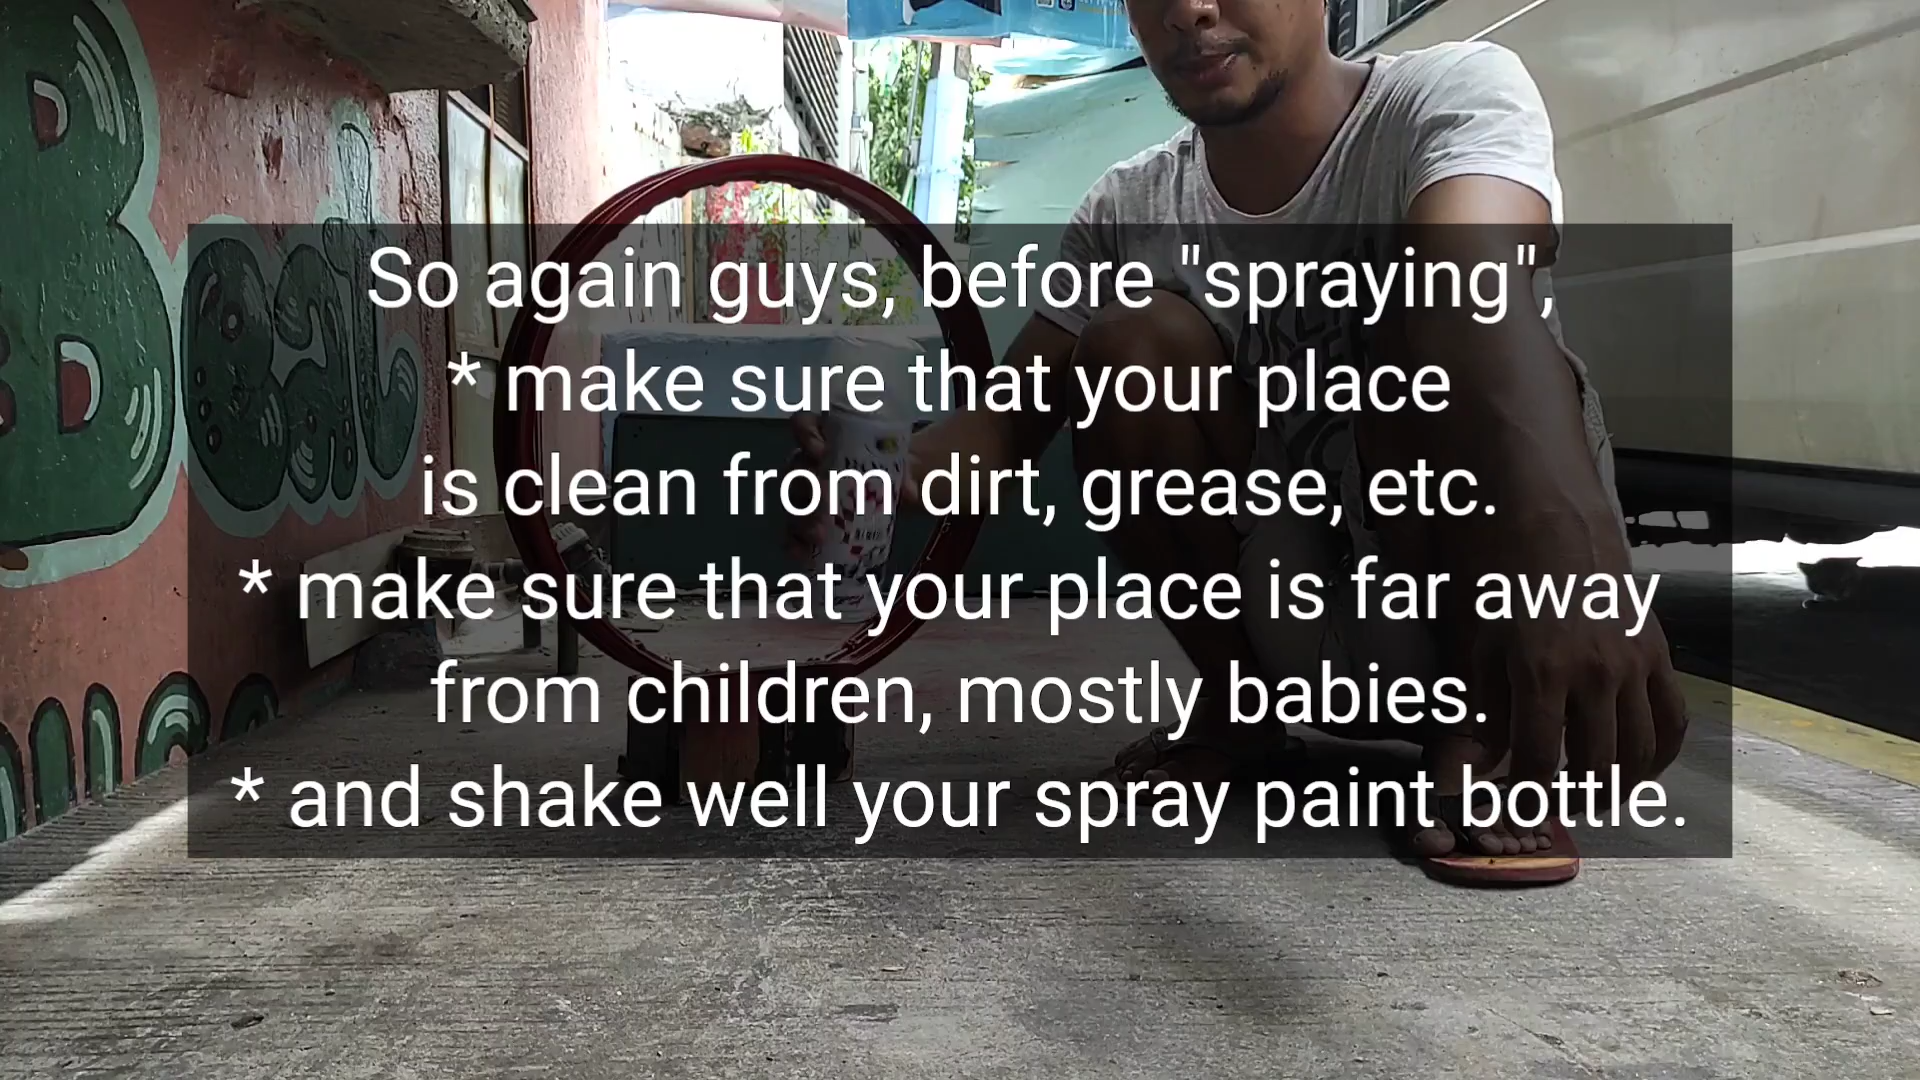 So again guys, before "spraying",
* make sure that your place
is clean from dirt, grease, etc.
* make sure that your place is far away
from children, mostly babies.
* and shake well your spray paint bottle.